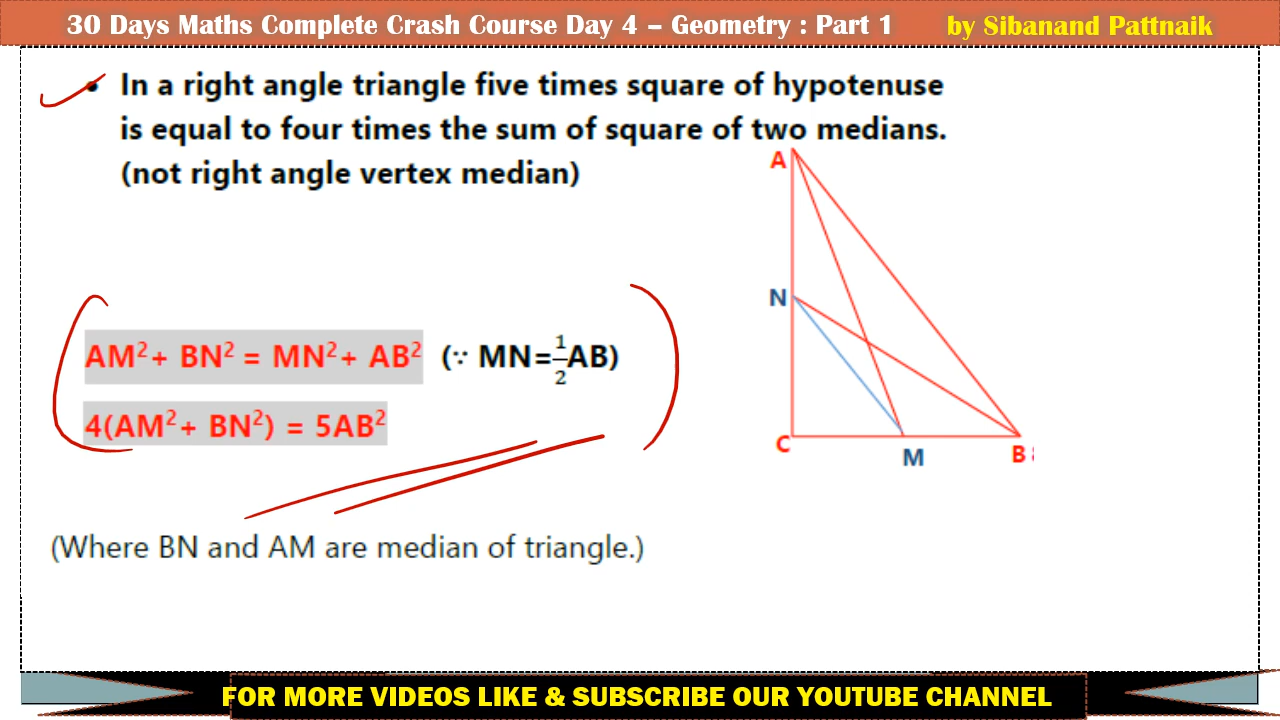 30 Days Maths Complete Crash Course Day 4 – Geometry : Part 1 by Sibanand Pattnaik
• In a right angle triangle five times square of hypotenuse
is equal to four times the sum of square of two medians.
(not right angle vertex median)
A
N
AM²+ BN² = MN²+ AB² (∵ MN=½AB)
4(AM²+ BN²) = 5AB²
C
M
B
(Where BN and AM are median of triangle.)
FOR MORE VIDEOS LIKE & SUBSCRIBE OUR YOUTUBE CHANNEL